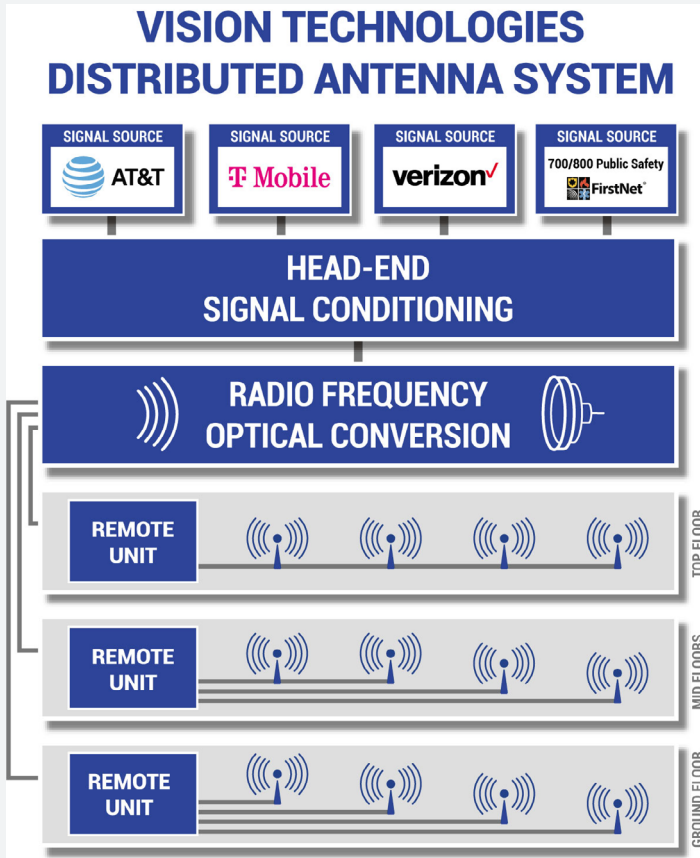 VISION TECHNOLOGIES
DISTRIBUTED ANTENNA SYSTEM
SIGNAL SOURCE
AT&T
SIGNAL SOURCE
T Mobile
SIGNAL SOURCE
verizon
SIGNAL SOURCE
700/800 Public Safety
FirstNet
HEAD-END
SIGNAL CONDITIONING
RADIO FREQUENCY
OPTICAL CONVERSION
REMOTE
UNIT
TOP FLOOR
REMOTE
UNIT
MID FLOORS
REMOTE
UNIT
GROUND FLOOR